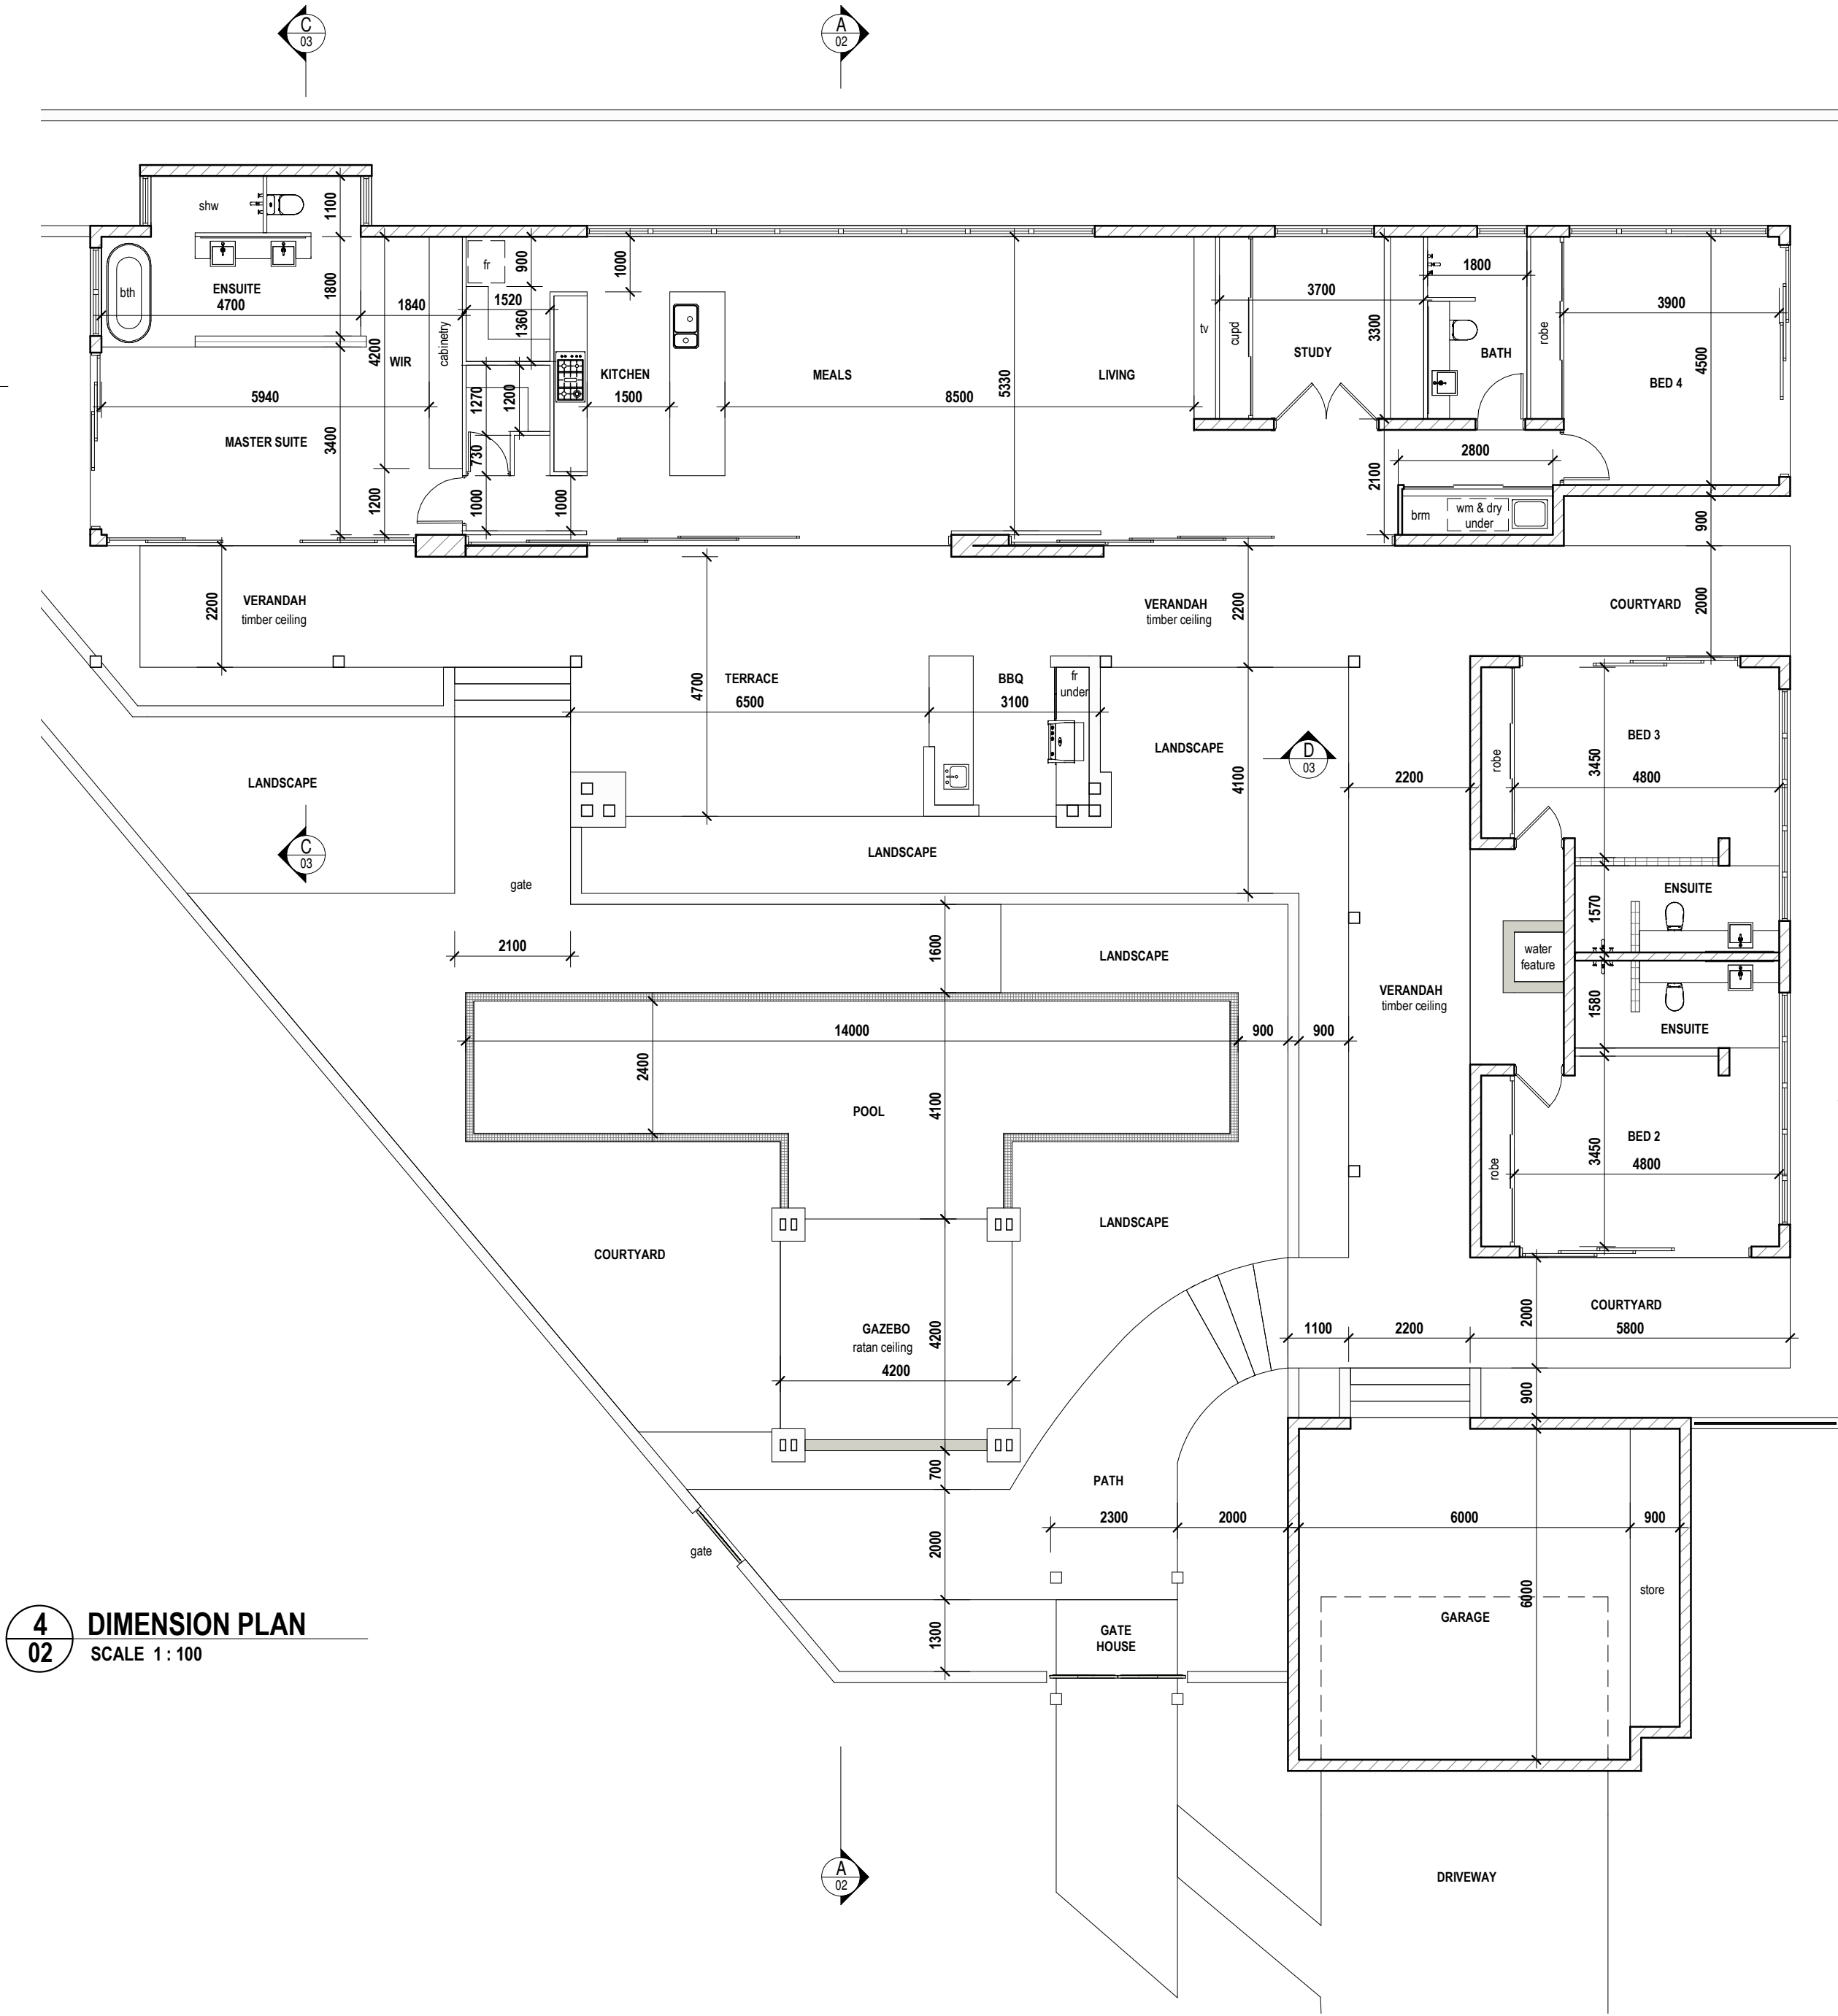 C
03
A
02
shw
1100
bth
ENSUITE
4700
1800
1840
4200
WIR
cabinetry
5940
MASTER SUITE
3400
1200
fr
900
1520
1360
1270
1200
730
1000
1000
1000
KITCHEN
1500
MEALS
8500
5330
LIVING
tv
cupd
3700
STUDY
3300
2100
1800
BATH
robe
3900
BED 4
4500
2800
brm
wm & dry
under
900
2200
VERANDAH
timber ceiling
VERANDAH
timber ceiling
2200
COURTYARD
2000
4700
TERRACE
6500
BBQ
3100
fr
under
LANDSCAPE
D
03
4100
2200
robe
BED 3
3450
4800
LANDSCAPE
C
03
LANDSCAPE
gate
2100
1600
LANDSCAPE
ENSUITE
1570
water
feature
VERANDAH
timber ceiling
1580
ENSUITE
14000
900
900
2400
4100
POOL
BED 2
3450
4800
robe
LANDSCAPE
COURTYARD
GAZEBO
ratan ceiling
4200
4200
2000
COURTYARD
1100
2200
5800
900
700
PATH
2300
2000
6000
900
2000
gate
6000
store
GARAGE
1300
GATE
HOUSE
4
02
DIMENSION PLAN
SCALE 1 : 100
A
02
DRIVEWAY